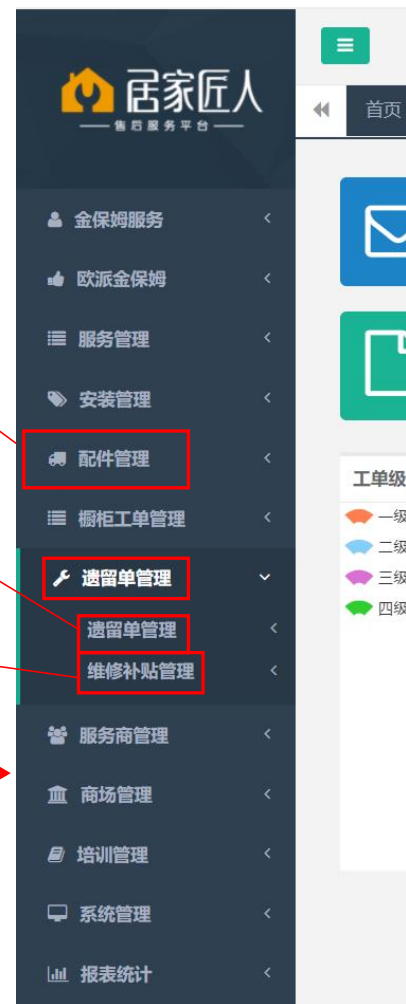 居家匠人
售后服务平台
首页
金保姆服务
欧派金保姆
服务管理
安装管理
配件管理
工单级
橱柜工单管理
一级
二级
三级
四级
遗留单管理
遗留单管理
维修补贴管理
服务商管理
商场管理
培训管理
系统管理
报表统计